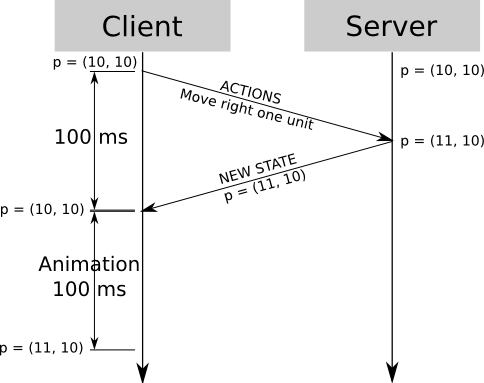 Client
Server
p = (10, 10)
p = (10, 10)
ACTIONS
Move right one unit
100 ms
p = (11, 10)
NEW STATE
p = (11, 10)
p = (10, 10)
Animation
100 ms
p = (11, 10)